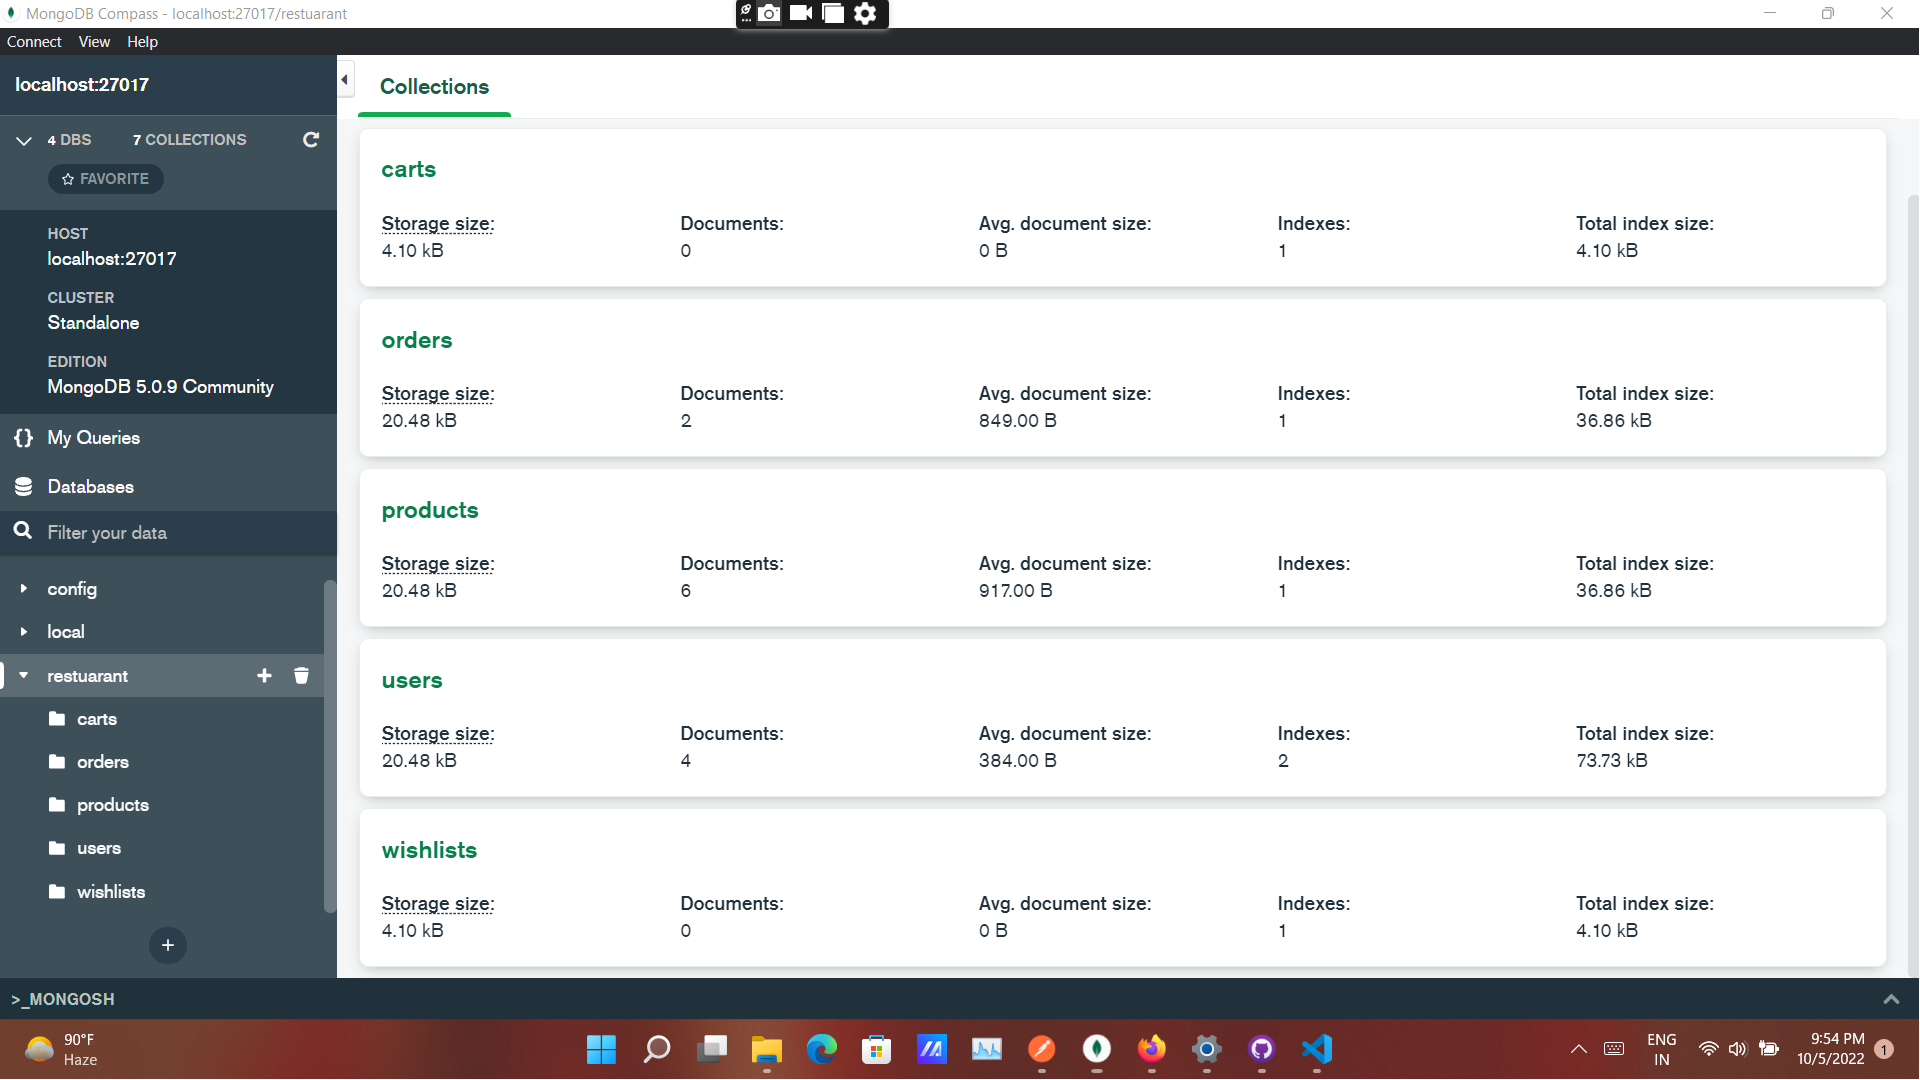 MongoDB Compass - localhost:27017/restuarant
Connect View Help
localhost:27017
4 DBS 7 COLLECTIONS
FAVORITE
HOST
localhost:27017
CLUSTER
Standalone
EDITION
MongoDB 5.0.9 Community
{} My Queries
Databases
Filter your data
config
local
restuarant
carts
orders
products
users
wishlists
+
Collections
carts
Storage size: Documents: Avg. document size: Indexes: Total index size:
4.10 kB 0 0 B 1 4.10 kB
orders
Storage size: Documents: Avg. document size: Indexes: Total index size:
20.48 kB 2 849.00 B 1 36.86 kB
products
Storage size: Documents: Avg. document size: Indexes: Total index size:
20.48 kB 6 917.00 B 1 36.86 kB
users
Storage size: Documents: Avg. document size: Indexes: Total index size:
20.48 kB 4 384.00 B 2 73.73 kB
wishlists
Storage size: Documents: Avg. document size: Indexes: Total index size:
4.10 kB 0 0 B 1 4.10 kB
>_MONGOSH
90°F
Haze
ENG
IN
9:54 PM
10/5/2022
1